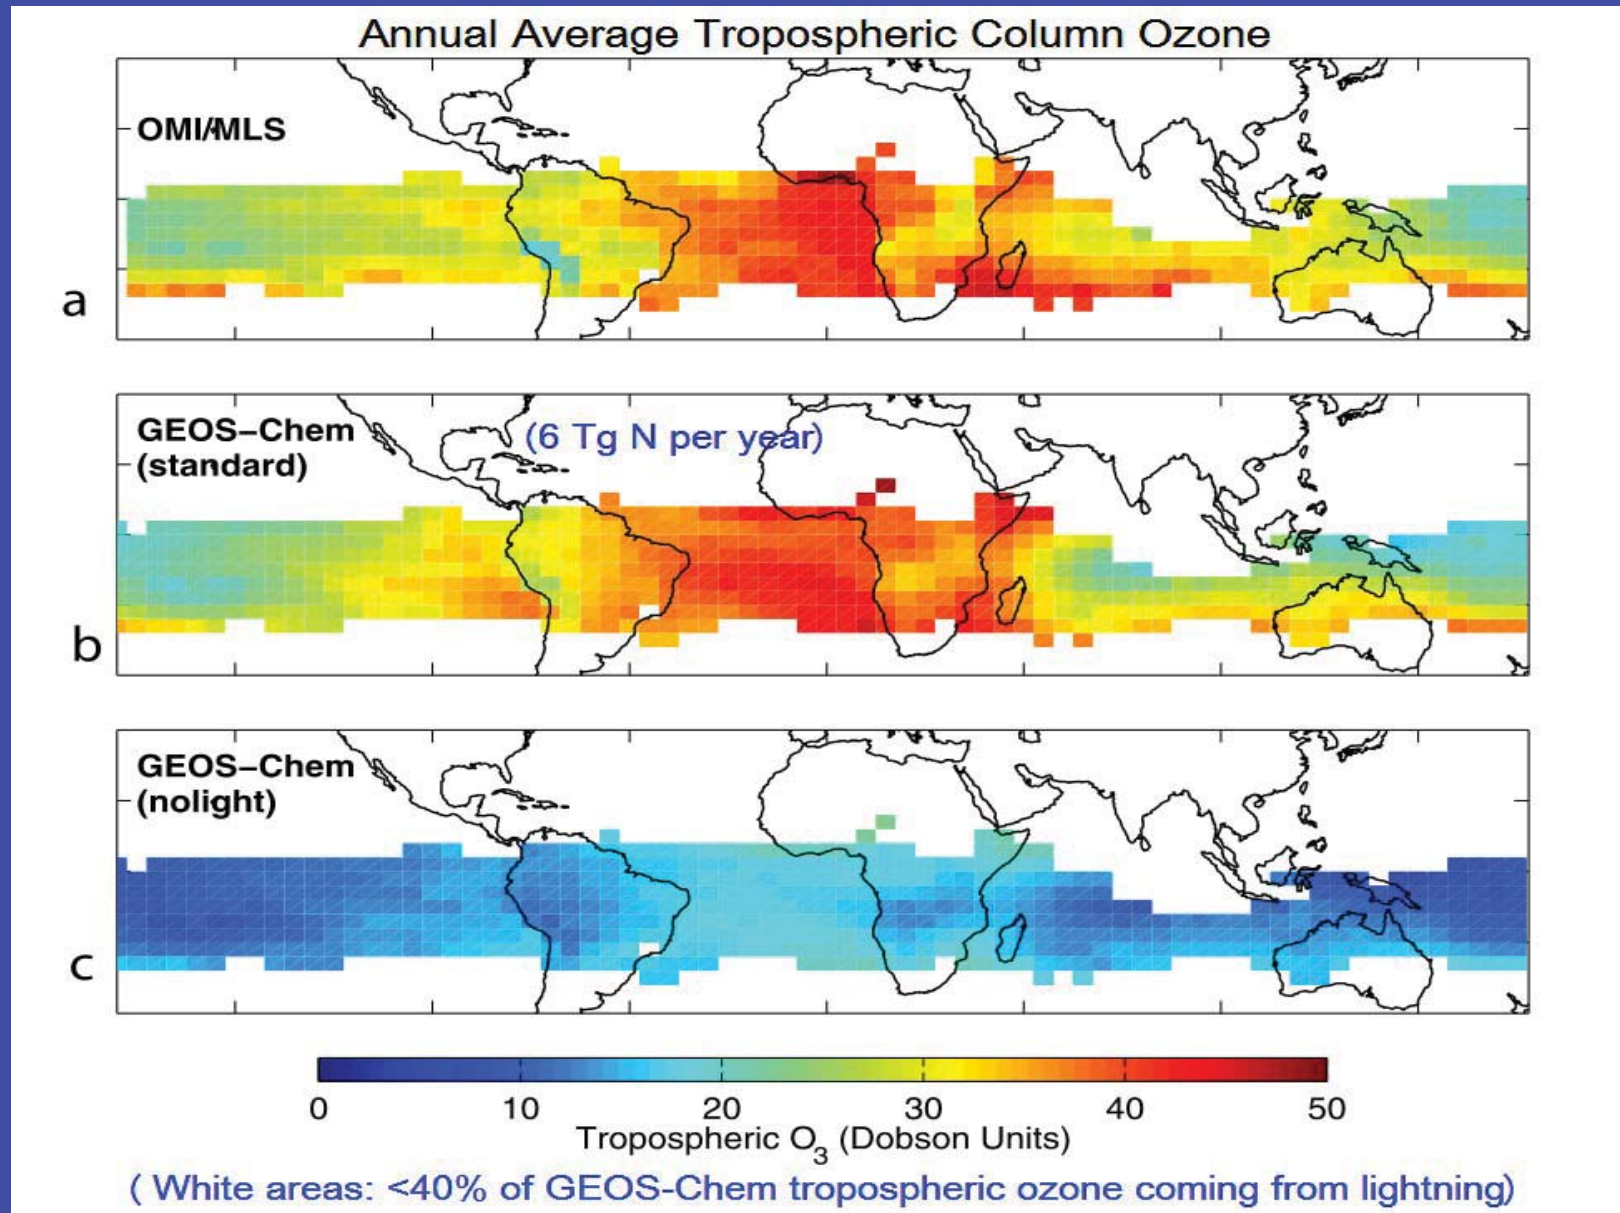 Annual Average Tropospheric Column Ozone
OMI/MLS
a
GEOS–Chem
(standard)
(6 Tg N per year)
b
GEOS–Chem
(nolight)
c
0 10 20 30 40 50
Tropospheric O3 (Dobson Units)
( White areas: <40% of GEOS-Chem tropospheric ozone coming from lightning)